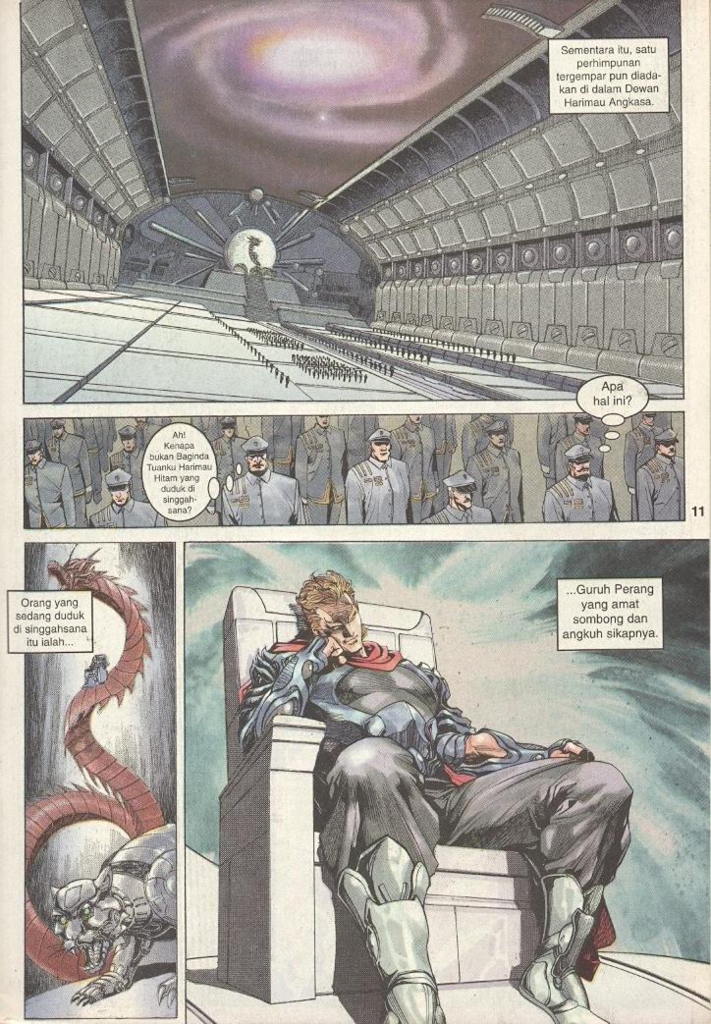 Sementara itu, satu
perhimpunan
tergempar pun diada-
kan di dalam Dewan
Harimau Angkasa.
Apa
hal ini?
Ah!
Kenapa
bukan Baginda
Tuanku Harimau
Hitam yang
duduk di
singgah-
sana?
11
Orang yang
sedang duduk
di singgahsana
itu ialah...
...Guruh Perang
yang amat
sombong dan
angkuh sikapnya.